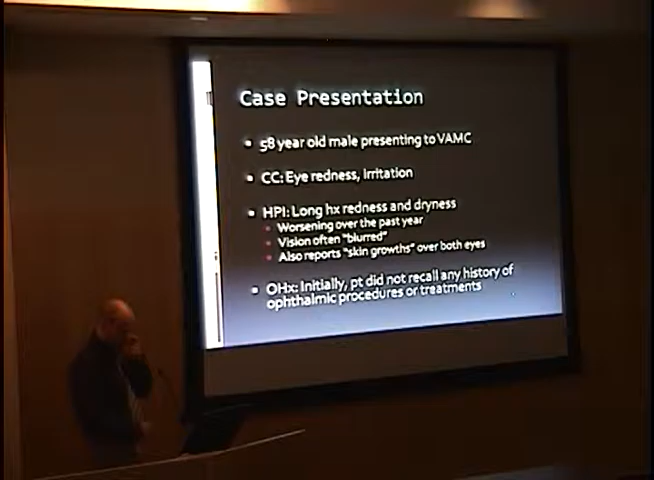 Case Presentation
▪ 58 year old male presenting to VAMC
▪ CC: Eye redness, irritation
▪ HPI: Long hx redness and dryness
▪ Worsening over the past year
▪ Vision often "blurred"
▪ Also reports "skin growths" over both eyes
▪ OHx: Initially, pt did not recall any history of
ophthalmic procedures or treatments